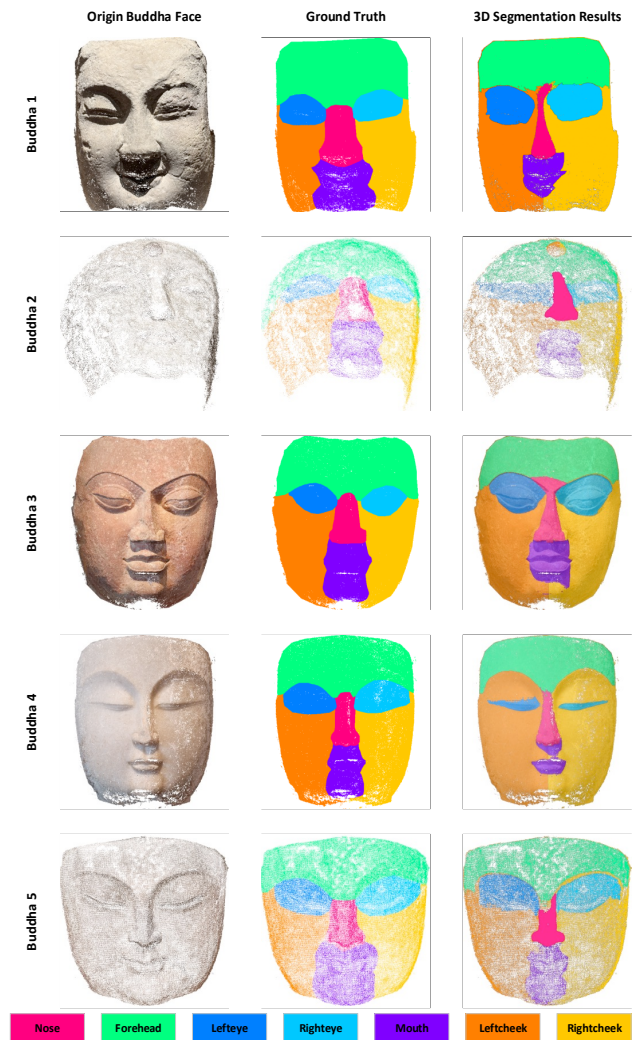 Origin Buddha Face Ground Truth 3D Segmentation Results
Buddha 1
Buddha 2
Buddha 3
Buddha 4
Buddha 5
Nose Forehead Lefteye Righteye Mouth Leftcheek Rightcheek